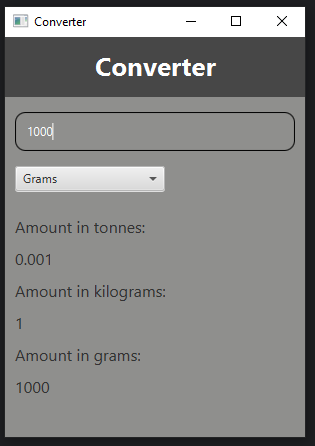 Converter
Converter
1000
Grams
Amount in tonnes:
0.001
Amount in kilograms:
1
Amount in grams:
1000